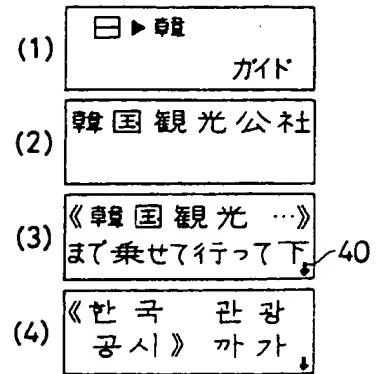 (1)
日▶韓
ガイド
(2)
韓国観光公社
(3)
《韓国観光…》
まで乗せて行って下
40
(4)
《한국 관광
공시》 까가